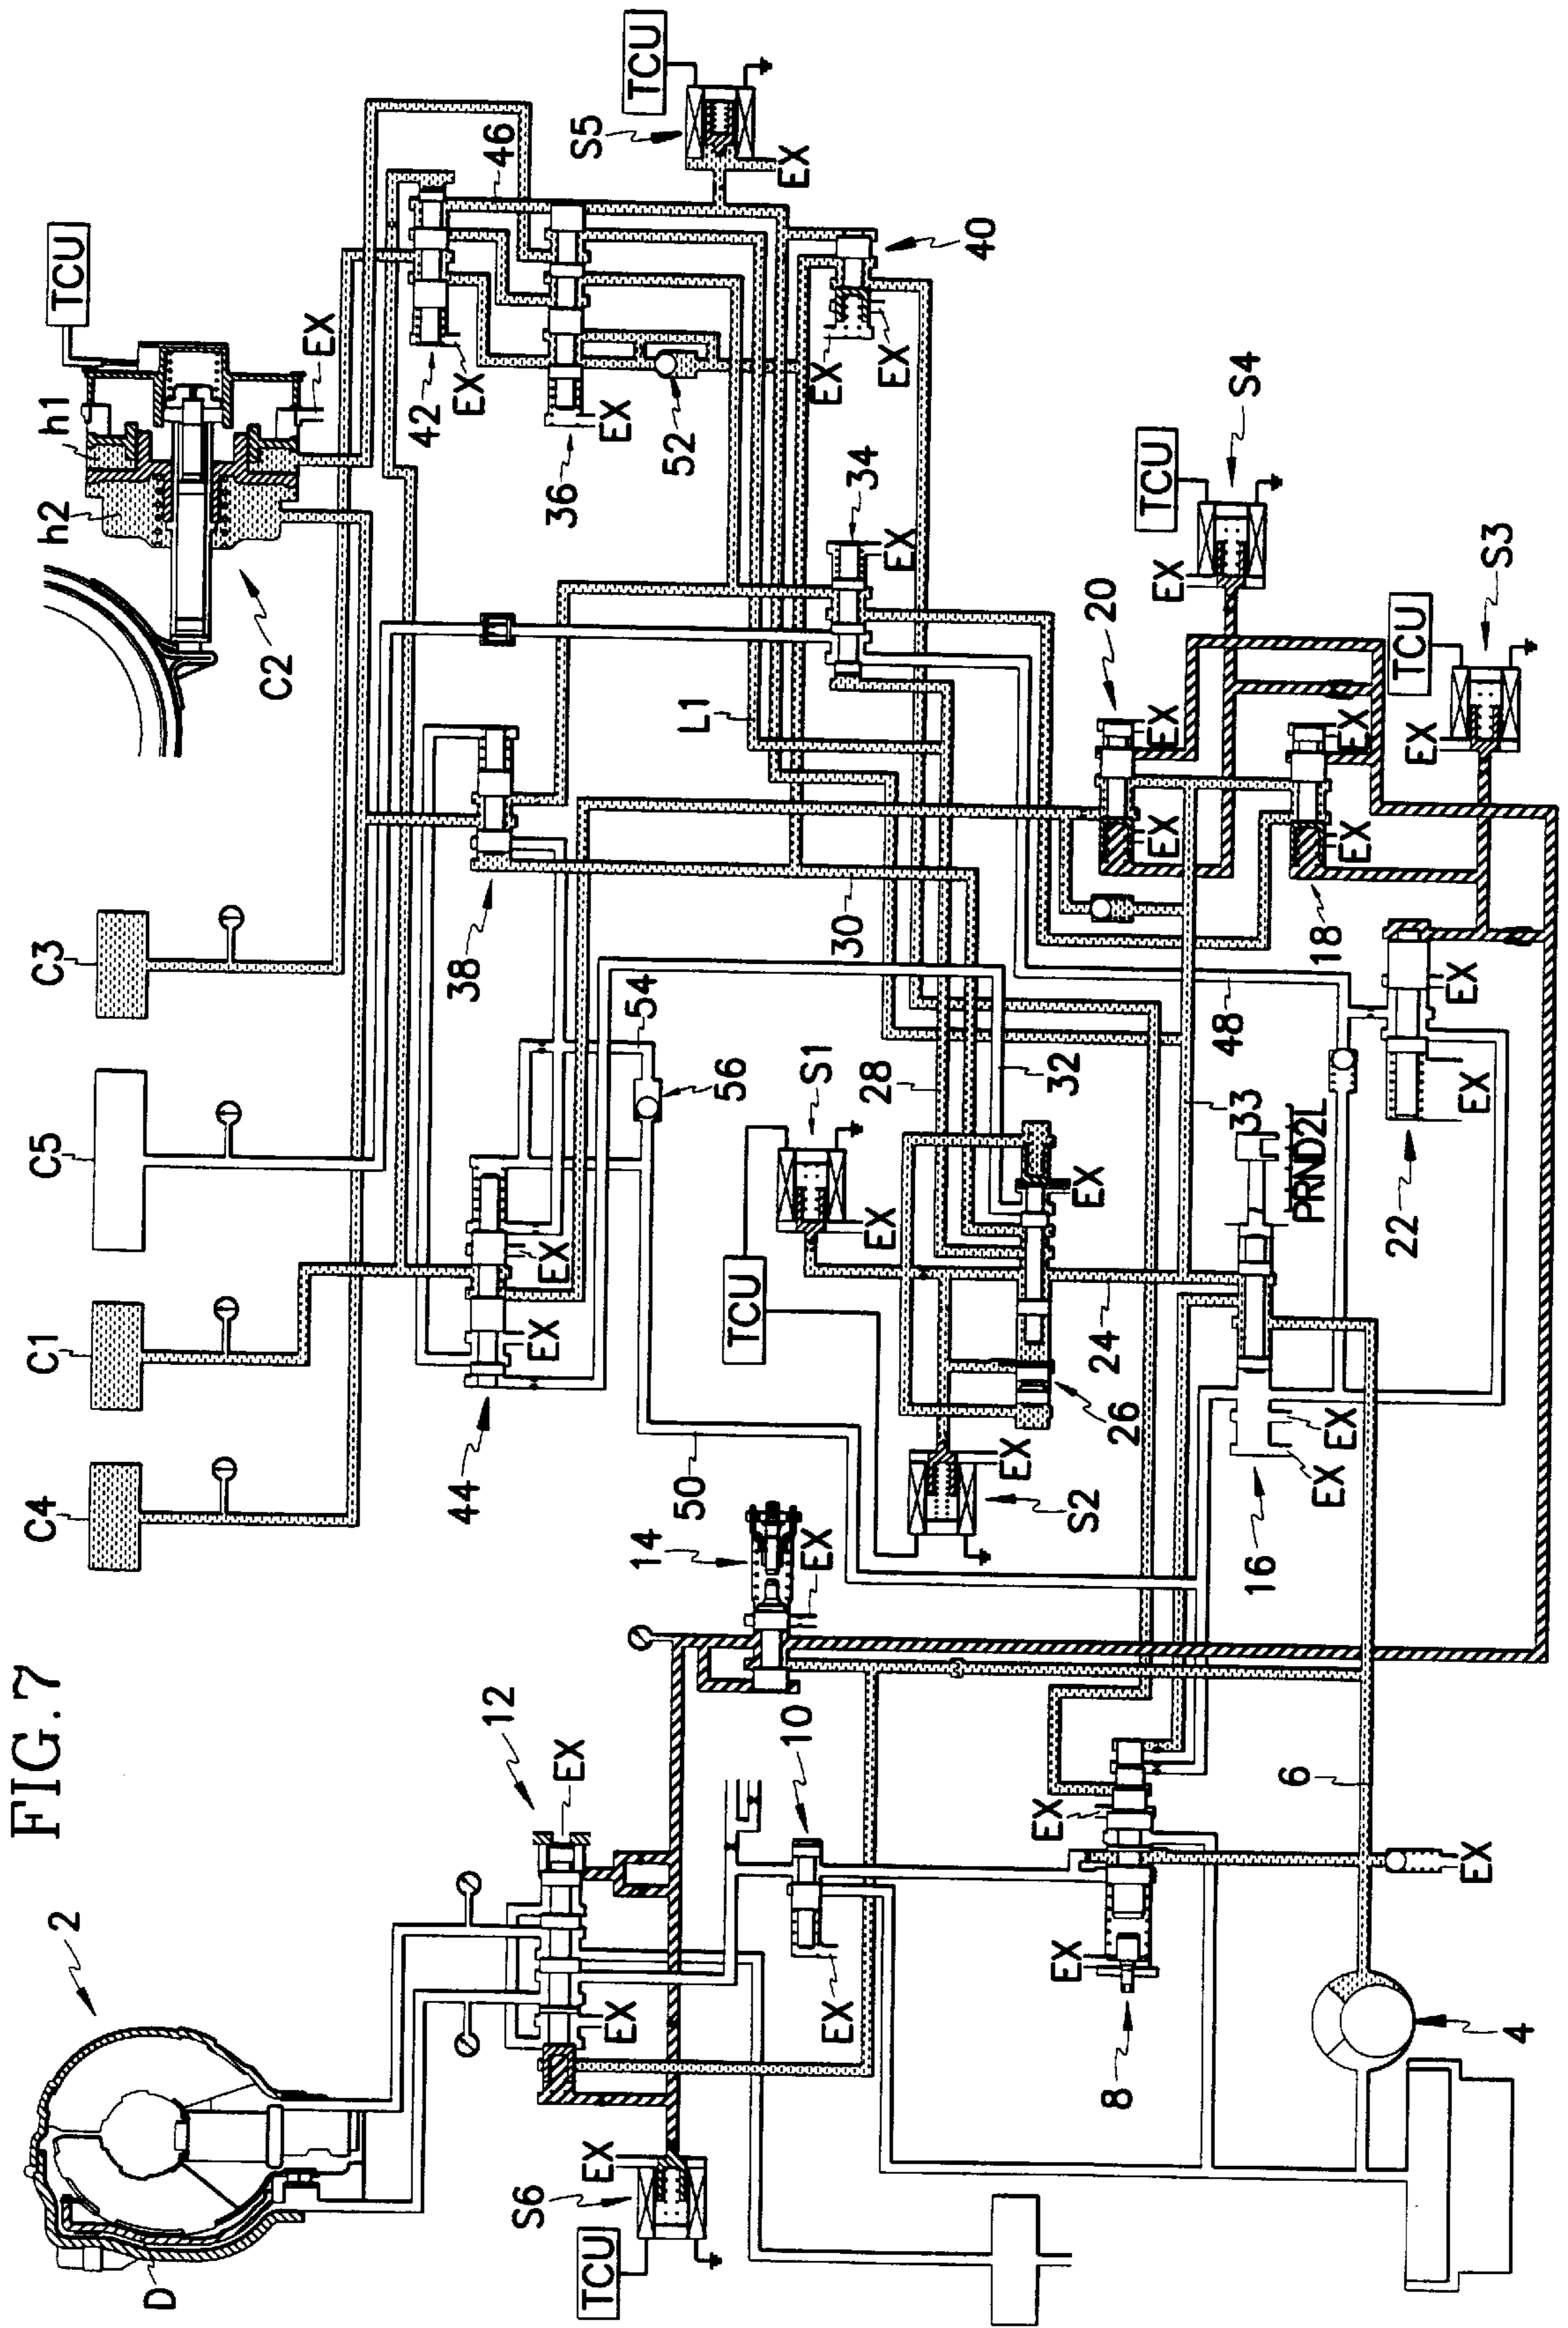 FIG.7
C4
C1
C5
C3
h2
h1
TCU
EX
C2
TCU
S5
EX
46
42
EX
36
EX
52
40
EX
EX
34
EX
L1
38
30
54
56
44
EX
EX
50
S1
EX
TCU
28
32
EX
33
24
26
EX
S2
14
EX
PRND2L
16
EX
EX
48
22
EX
EX
20
EX
EX
18
EX
EX
TCU
S4
EX
TCU
S3
EX
2
D
12
EX
EX
S6
EX
TCU
10
EX
8
EX
EX
6
EX
4